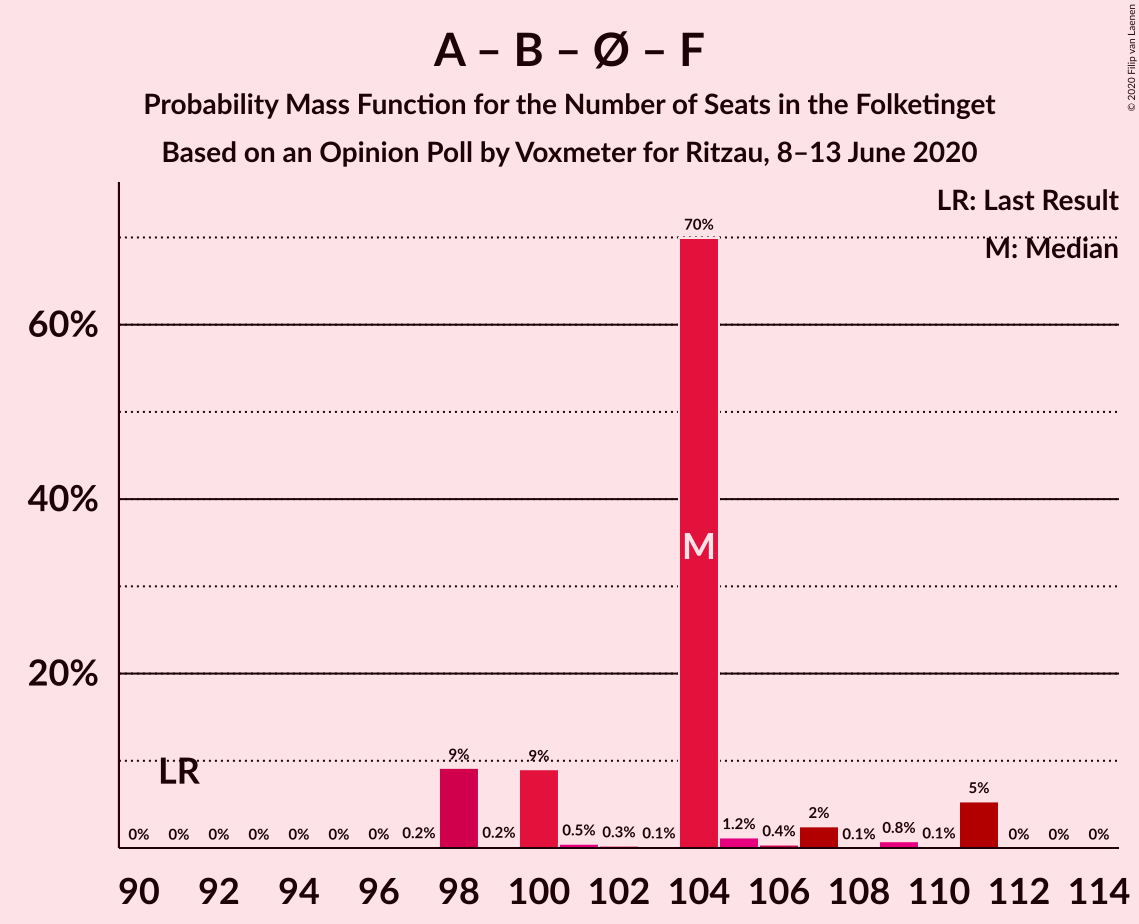 A – B – Ø – F
Probability Mass Function for the Number of Seats in the Folketinget
Based on an Opinion Poll by Voxmeter for Ritzau, 8–13 June 2020
© 2020 Filip van Laenen
LR: Last Result
M: Median
60%
40%
20%
LR
M
0% 0% 0% 0% 0% 0% 0% 0.2% 9% 0.2% 9% 0.5% 0.3% 0.1% 70% 1.2% 0.4% 2% 0.1% 0.8% 0.1% 5% 0% 0% 0%
90 92 94 96 98 100 102 104 106 108 110 112 114